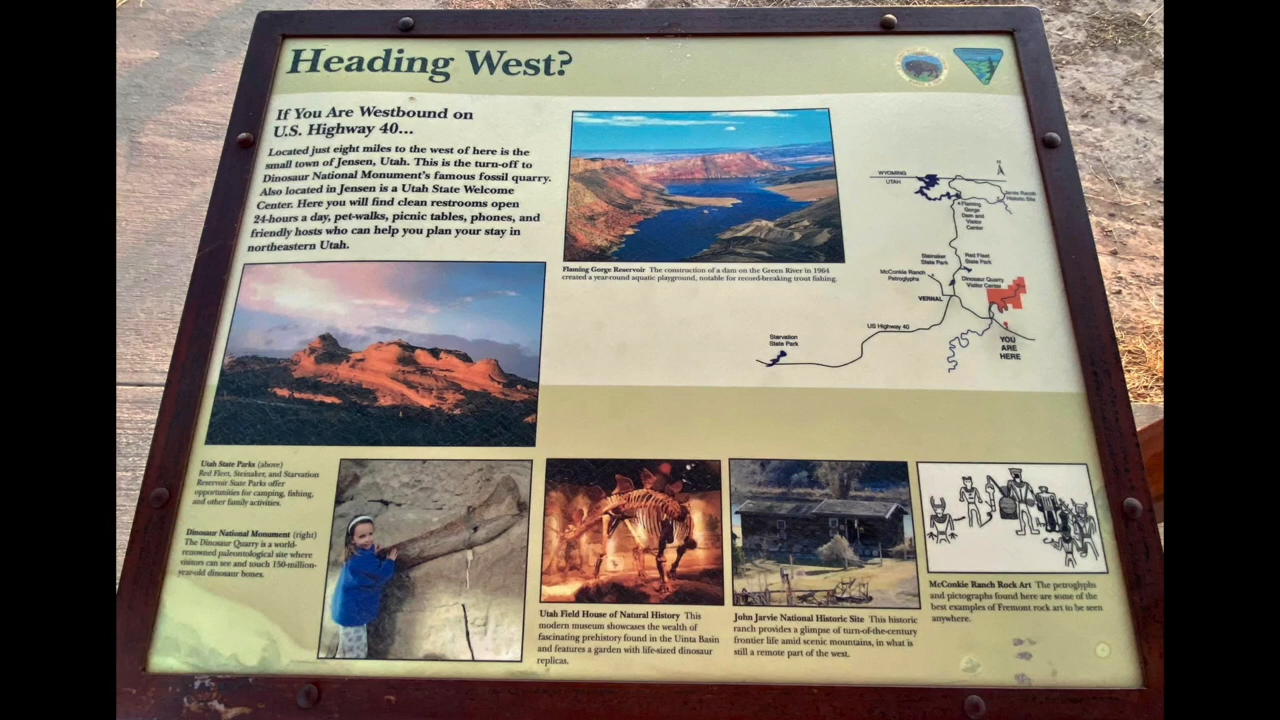 Heading West?
If You Are Westbound on
U.S. Highway 40...
Located just eight miles to the west of here is the
small town of Jensen, Utah. This is the turn-off to
Dinosaur National Monument's famous fossil quarry.
Also located in Jensen is a Utah State Welcome
Center. Here you will find clean restrooms open
24-hours a day, pet-walks, picnic tables, phones, and
friendly hosts who can help you plan your stay in
northeastern Utah.
Flaming Gorge Reservoir The construction of a dam on the Green River in 1964
created a year-round aquatic playground, notable for record-breaking trout fishing.
N
WYOMING
UTAH
John Jarvie
Historic Site
Flaming
Gorge
Dam and
Visitor
Center
Steinaker
State Park
Red Fleet
State Park
McConkie Ranch
Petroglyphs
Dinosaur Quarry
Visitor Center
VERNAL
US Highway 40
Starvation
State Park
YOU
ARE
HERE
Utah State Parks (above)
Red Fleet, Steinaker, and Starvation
Reservoir State Parks offer
opportunities for camping, fishing,
and other family activities.
Dinosaur National Monument (right)
The Dinosaur Quarry is a world-
renowned paleontological site where
visitors can see and touch 150-million-
year-old dinosaur bones.
Utah Field House of Natural History This
modern museum showcases the wealth of
fascinating prehistory found in the Uinta Basin
and features a garden with life-sized dinosaur
replicas.
John Jarvie National Historic Site This historic
ranch provides a glimpse of turn-of-the-century
frontier life amid scenic mountains, in what is
still a remote part of the west.
McConkie Ranch Rock Art The petroglyphs
and pictographs found here are some of the
best examples of Fremont rock art to be seen
anywhere.